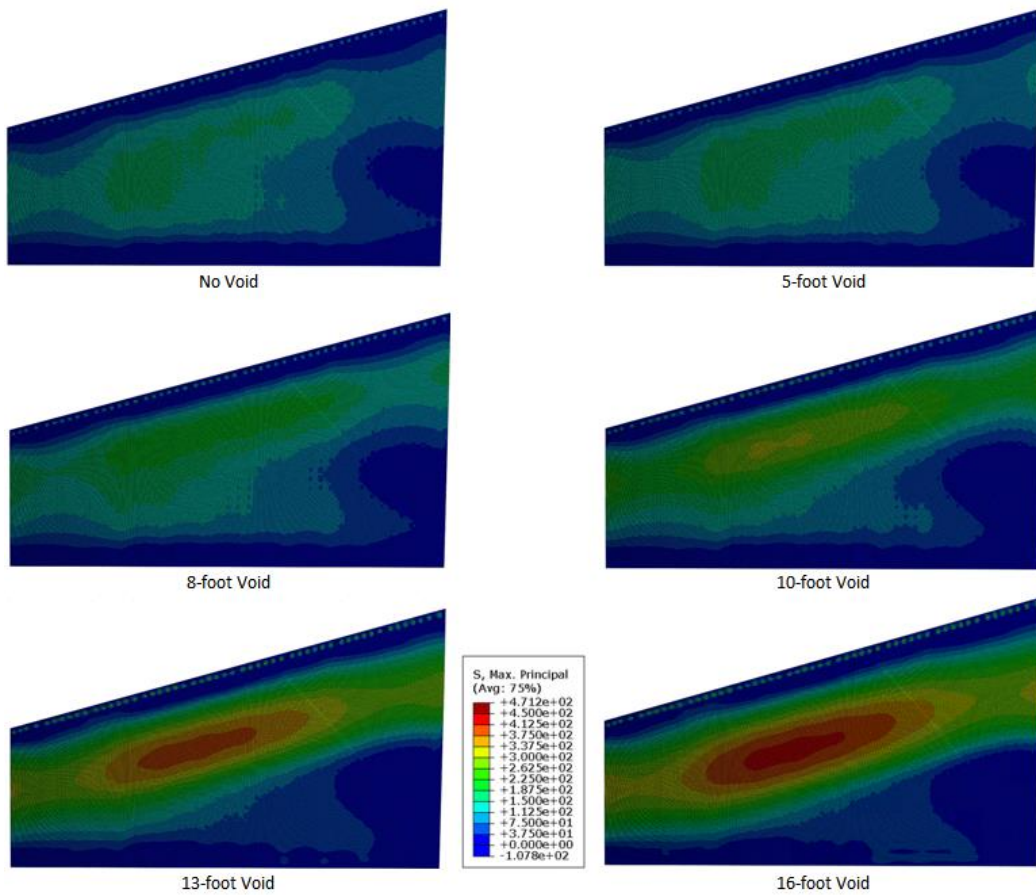 No Void
5-foot Void
8-foot Void
10-foot Void
S, Max. Principal
(Avg: 75%)
+4.712e+02
+4.500e+02
+4.125e+02
+3.750e+02
+3.375e+02
+3.000e+02
+2.625e+02
+2.250e+02
+1.875e+02
+1.500e+02
+1.125e+02
+7.500e+01
+3.750e+01
+0.000e+00
-1.078e+02
13-foot Void
16-foot Void